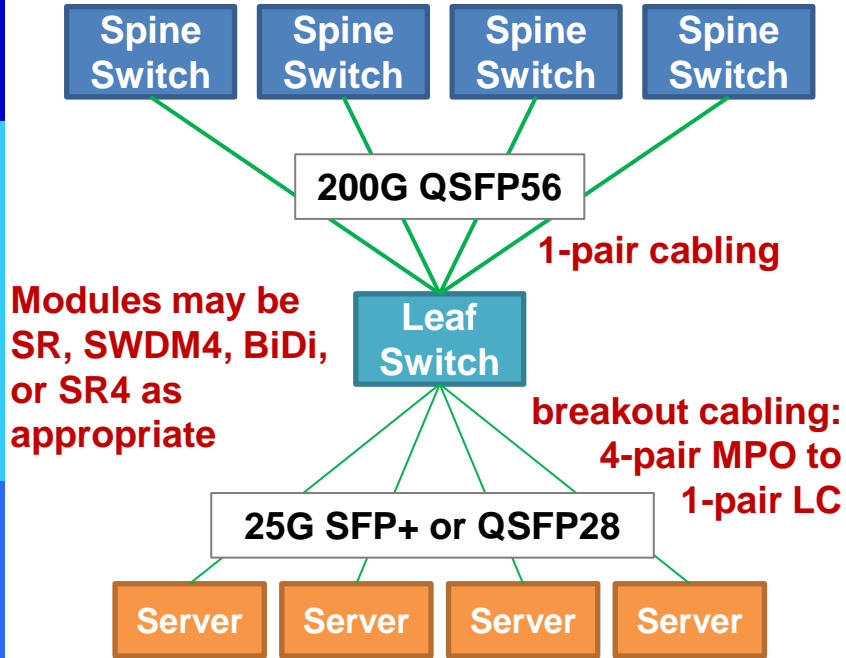 Spine
Switch
Spine
Switch
Spine
Switch
Spine
Switch
200G QSFP56
1-pair cabling
Modules may be
SR, SWDM4, BiDi,
or SR4 as
appropriate
Leaf
Switch
breakout cabling:
4-pair MPO to
1-pair LC
25G SFP+ or QSFP28
Server
Server
Server
Server